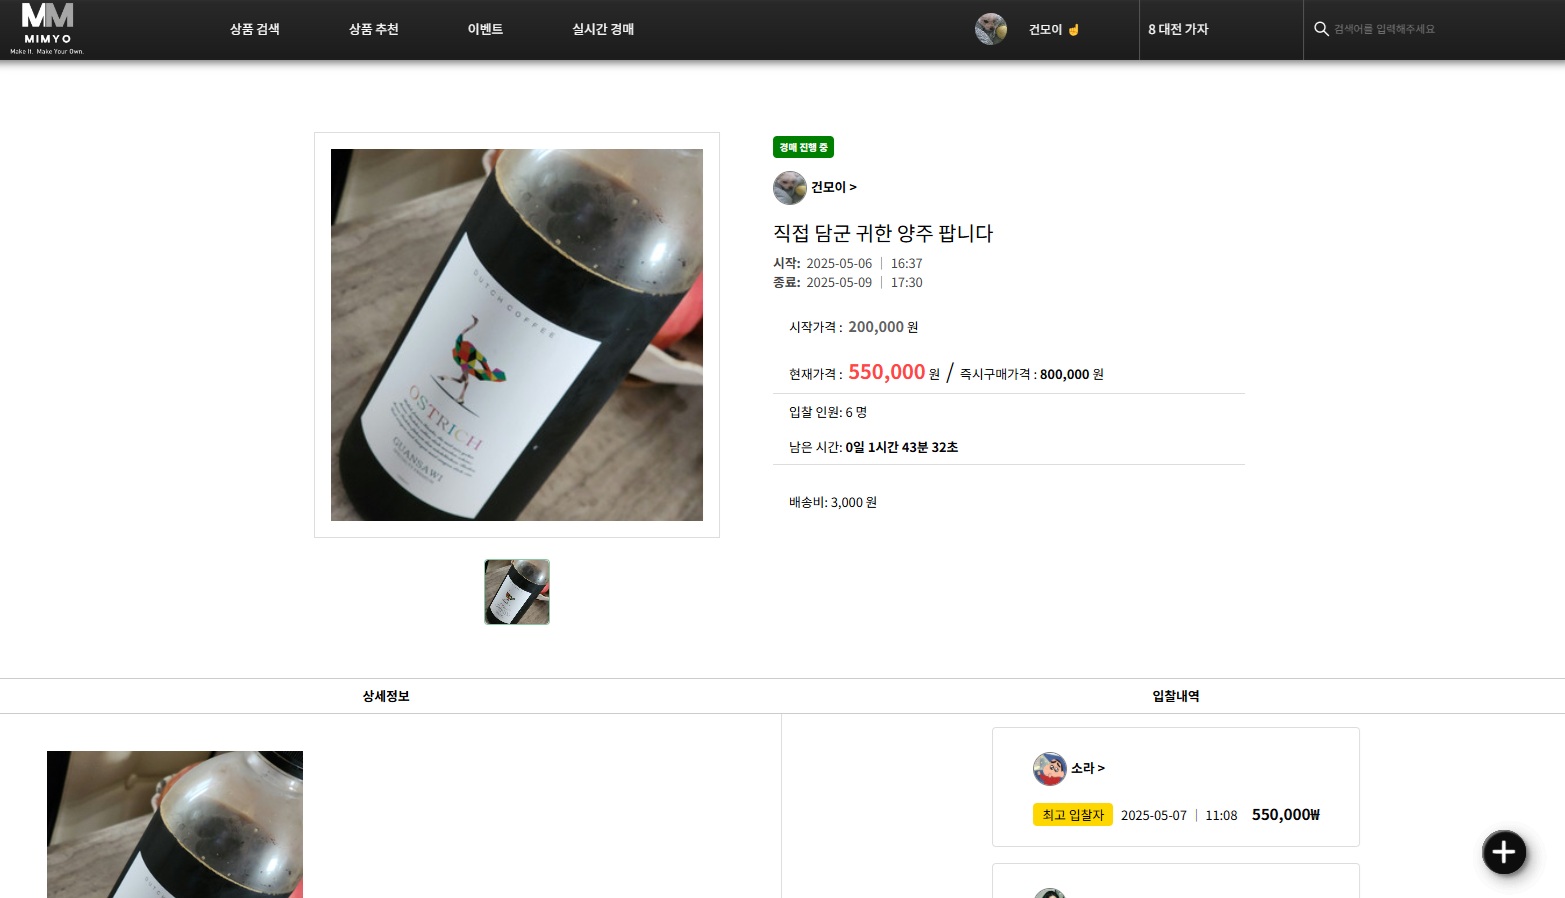 MM
MIMYO
Make It. Make Your Own.
상품 검색
상품 추천
이벤트
실시간 경매
건모이 ☝
8 대전 가자
검색어를 입력해주세요
경매 진행 중
건모이 >
직접 담군 귀한 양주 팝니다
시작: 2025-05-06 | 16:37
종료: 2025-05-09 | 17:30
시작가격 : 200,000 원
현재가격 : 550,000 원 / 즉시구매가격 : 800,000 원
입찰 인원: 6 명
남은 시간: 0일 1시간 43분 32초
배송비: 3,000 원
DUTCH COFFEE
OSTRICH
GUANSAWI
상세정보
입찰내역
소라 >
최고 입찰자 2025-05-07 | 11:08 550,000₩